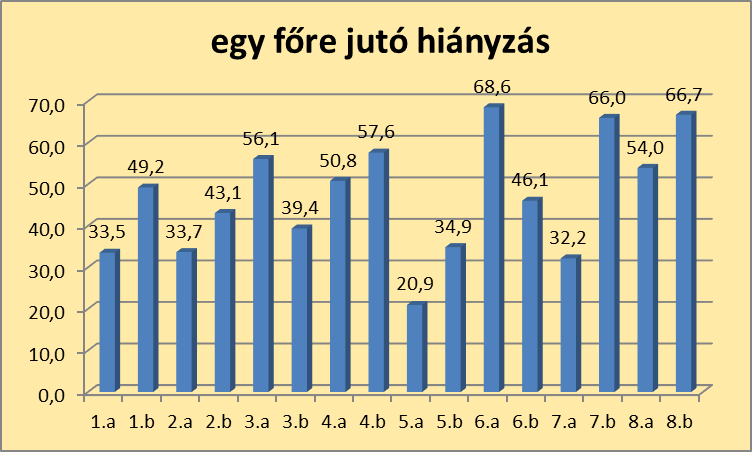 egy főre jutó hiányzás
70,0
60,0
50,0
40,0
30,0
20,0
10,0
0,0
33,5 49,2 33,7 43,1 56,1 39,4 50,8 57,6 20,9 34,9 68,6 46,1 32,2 66,0 54,0 66,7
1.a 1.b 2.a 2.b 3.a 3.b 4.a 4.b 5.a 5.b 6.a 6.b 7.a 7.b 8.a 8.b